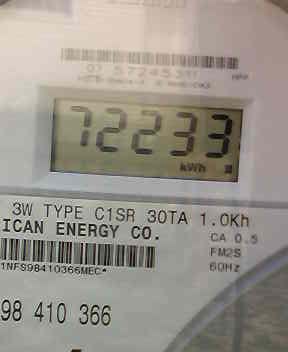 72233
kWh
3W TYPE C1SR 30TA 1.0Kh
ICAN ENERGY CO.
CA 0.5
FM2S
1NFS98410366MEC*
60Hz
98 410 366